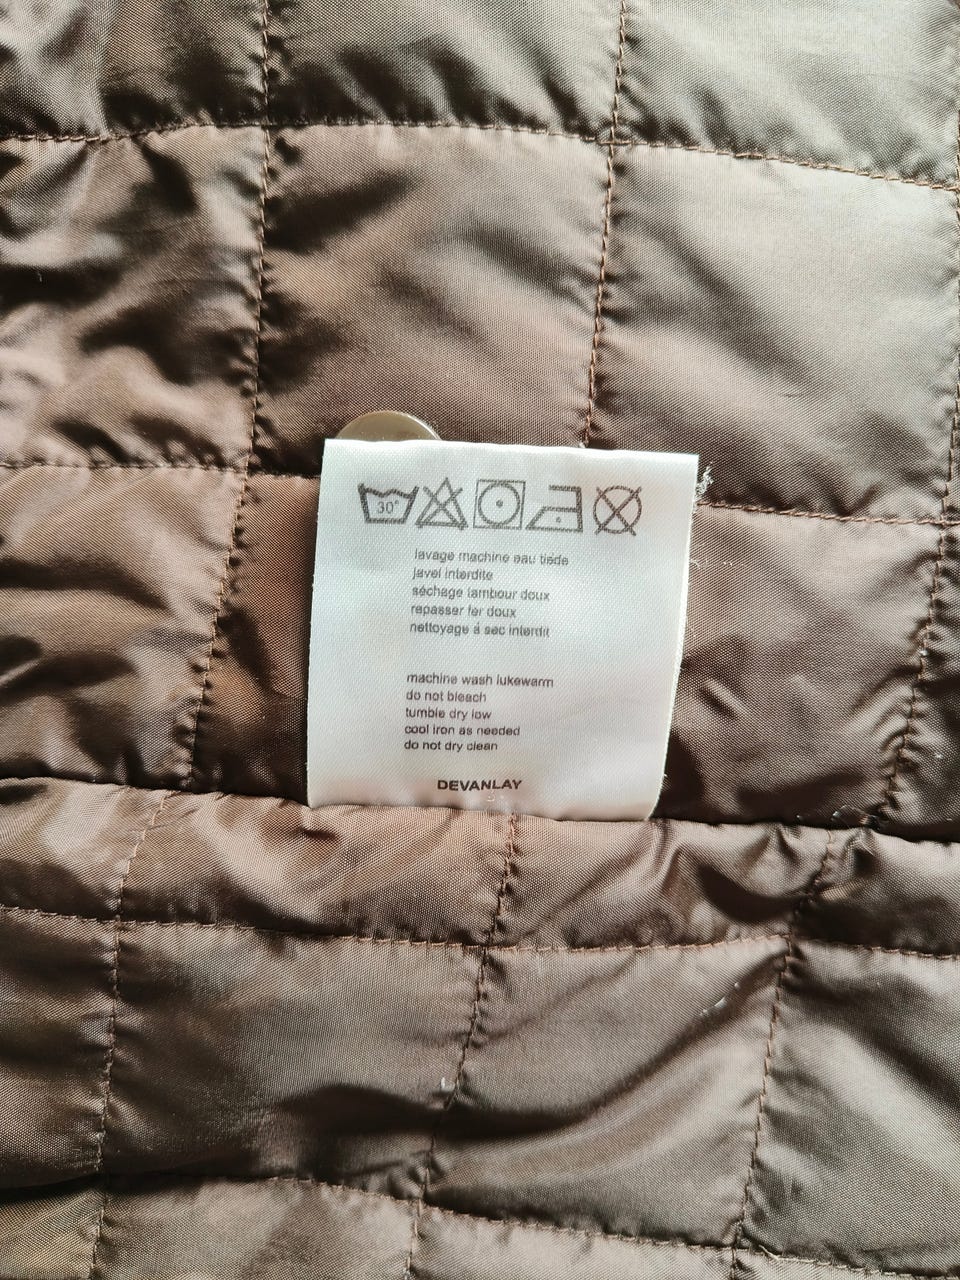 30°
lavage machine eau tiède
javel interdite
séchage tambour doux
repasser fer doux
nettoyage à sec interdit
machine wash lukewarm
do not bleach
tumble dry low
cool iron as needed
do not dry clean
DEVANLAY